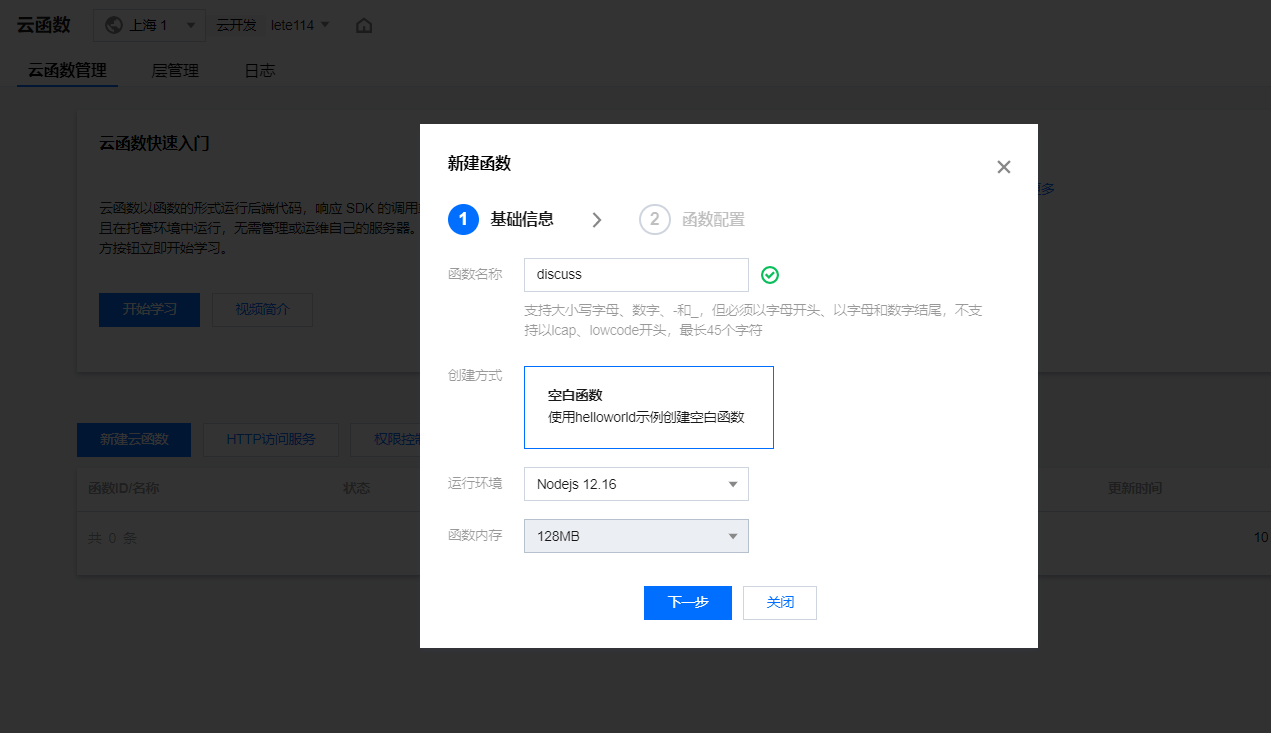 云函数 上海 1 云开发 lete114
云函数管理 层管理 日志
云函数快速入门
云函数以函数的形式运行后端代码，响应 SDK 的调用
且在托管环境中运行，无需管理或运维自己的服务器。
方按钮立即开始学习。
开始学习 视频简介
更多
新建云函数 HTTP访问服务 权限控制
函数ID/名称 状态 更新时间
共 0 条 10
新建函数
1 基础信息 2 函数配置
函数名称 discuss
支持大小写字母、数字、-和_，但必须以字母开头、以字母和数字结尾，不支
持以lcap、lowcode开头，最长45个字符
创建方式 空白函数
使用helloworld示例创建空白函数
运行环境 Nodejs 12.16
函数内存 128MB
下一步 关闭